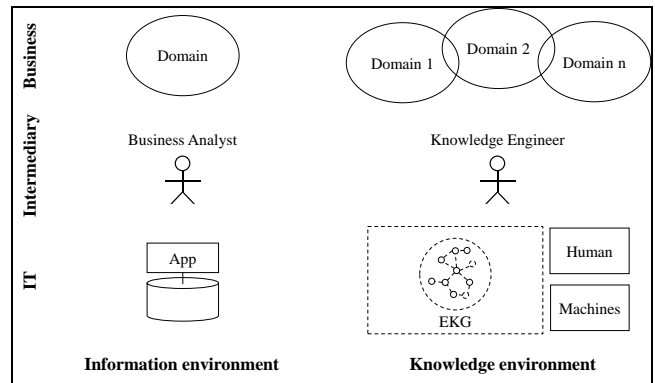 Business
Domain
Domain 1
Domain 2
Domain n
Intermediary
Business Analyst
Knowledge Engineer
IT
App
EKG
Human
Machines
Information environment
Knowledge environment